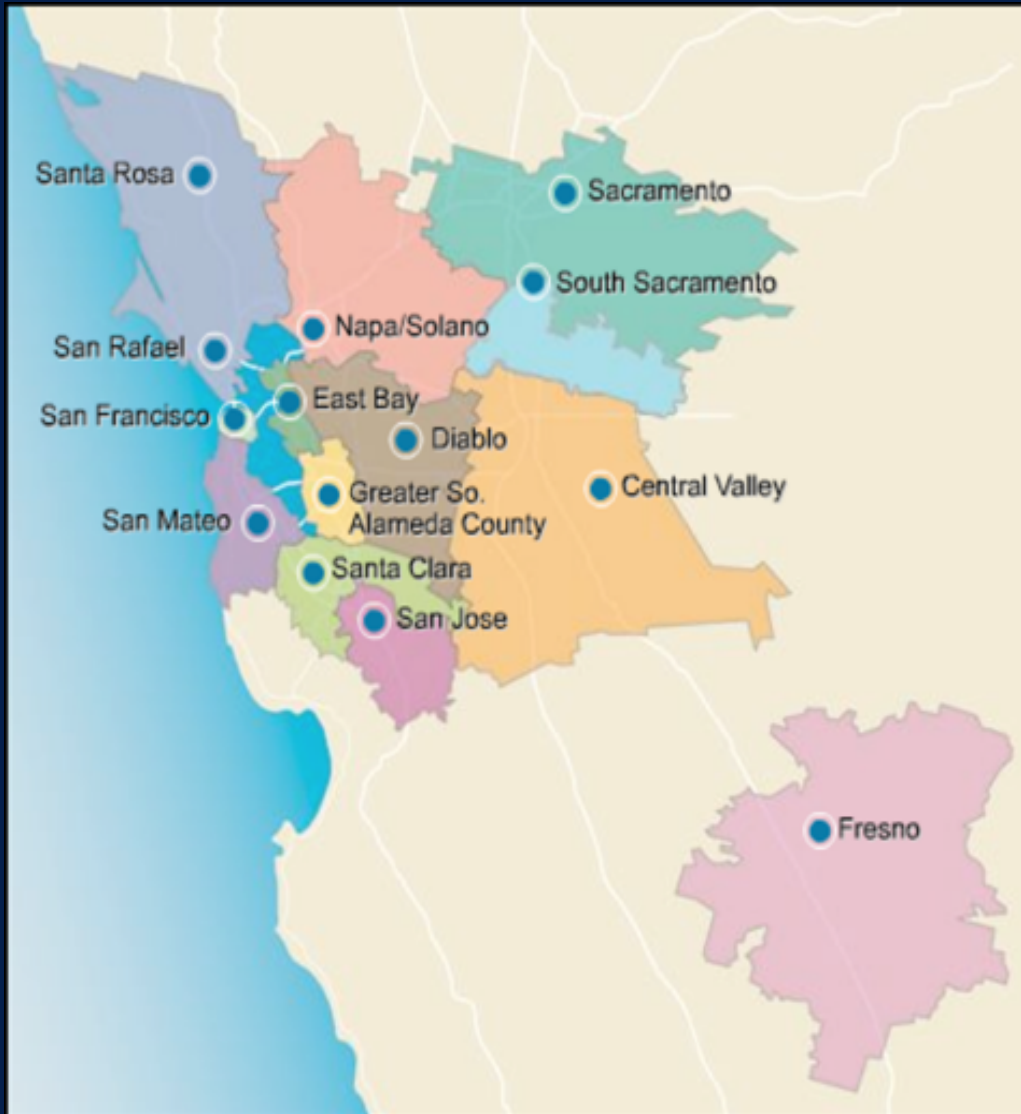 Santa Rosa
Sacramento
South Sacramento
Napa/Solano
San Rafael
East Bay
San Francisco
Diablo
Central Valley
Greater So.
Alameda County
San Mateo
Santa Clara
San Jose
Fresno